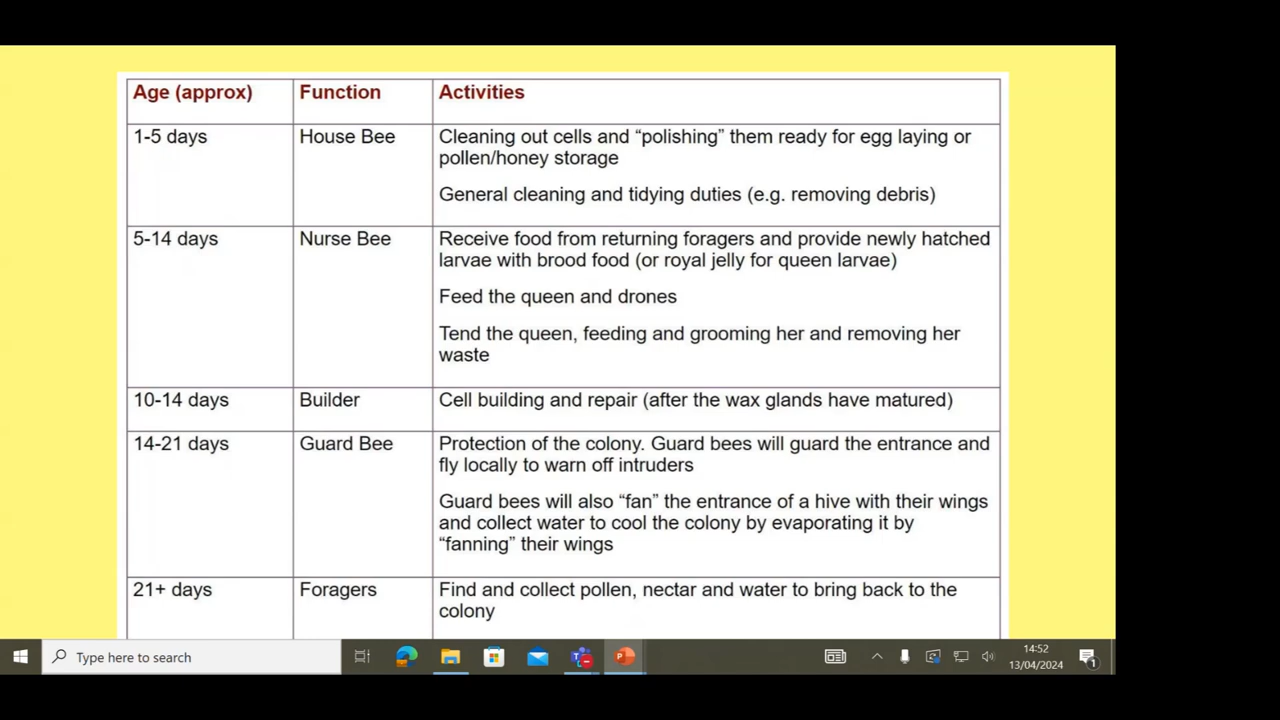 Age (approx) Function Activities
1-5 days House Bee Cleaning out cells and “polishing” them ready for egg laying or
pollen/honey storage
General cleaning and tidying duties (e.g. removing debris)
5-14 days Nurse Bee Receive food from returning foragers and provide newly hatched
larvae with brood food (or royal jelly for queen larvae)
Feed the queen and drones
Tend the queen, feeding and grooming her and removing her
waste
10-14 days Builder Cell building and repair (after the wax glands have matured)
14-21 days Guard Bee Protection of the colony. Guard bees will guard the entrance and
fly locally to warn off intruders
Guard bees will also “fan” the entrance of a hive with their wings
and collect water to cool the colony by evaporating it by
“fanning” their wings
21+ days Foragers Find and collect pollen, nectar and water to bring back to the
colony
Type here to search
14:52
13/04/2024
1